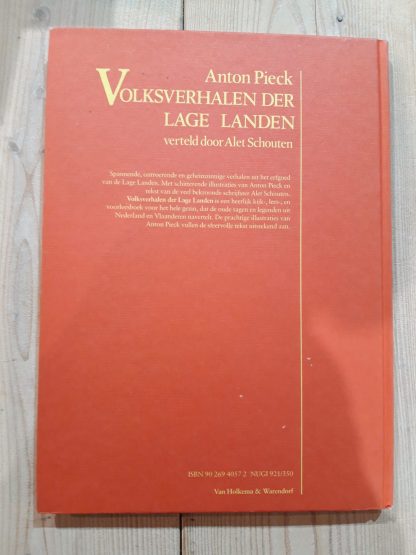 Anton Pieck
VOLKSVERHALEN DER
LAGE LANDEN
verteld door Alet Schouten
Spannende, ontroerende en geheimzinnige verhalen uit het erfgoed
van de Lage Landen. Met schitterende illustraties van Anton Pieck en
tekst van de veel bekroonde schrijfster Alet Schouten.
Volksverhalen der Lage Landen is een heerlijk kijk-, lees-, en
voorleesboek voor het hele gezin, dat de oude sagen en legenden uit
Nederland en Vlaanderen navertelt. De prachtige illustraties van
Anton Pieck vullen de sfeervolle tekst uitstekend aan.
ISBN 90 269 4057 2 NUGI 921/350
Van Holkema & Warendorf